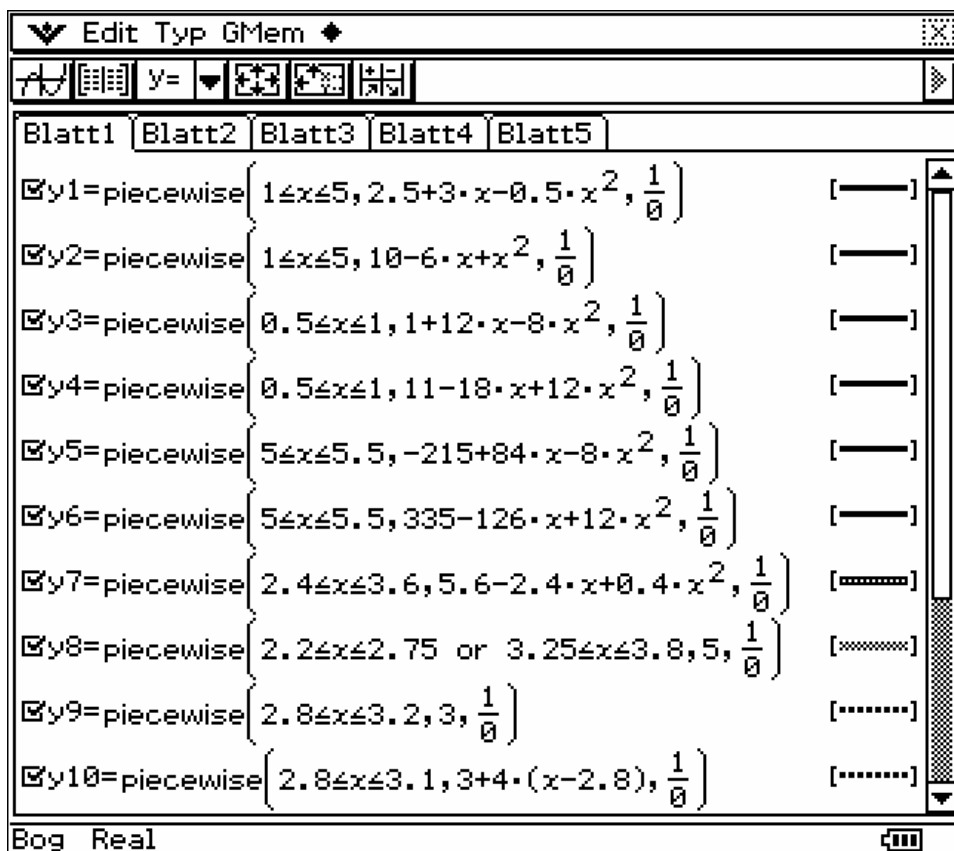 Edit Typ GMem
y=
Blatt1 Blatt2 Blatt3 Blatt4 Blatt5
y1=piecewise(1≤x≤5,2.5+3·x-0.5·x²,1/0)
y2=piecewise(1≤x≤5,10-6·x+x²,1/0)
y3=piecewise(0.5≤x≤1,1+12·x-8·x²,1/0)
y4=piecewise(0.5≤x≤1,11-18·x+12·x²,1/0)
y5=piecewise(5≤x≤5.5,-215+84·x-8·x²,1/0)
y6=piecewise(5≤x≤5.5,335-126·x+12·x²,1/0)
y7=piecewise(2.4≤x≤3.6,5.6-2.4·x+0.4·x²,1/0)
y8=piecewise(2.2≤x≤2.75 or 3.25≤x≤3.8,5,1/0)
y9=piecewise(2.8≤x≤3.2,3,1/0)
y10=piecewise(2.8≤x≤3.1,3+4·(x-2.8),1/0)
Bog Real